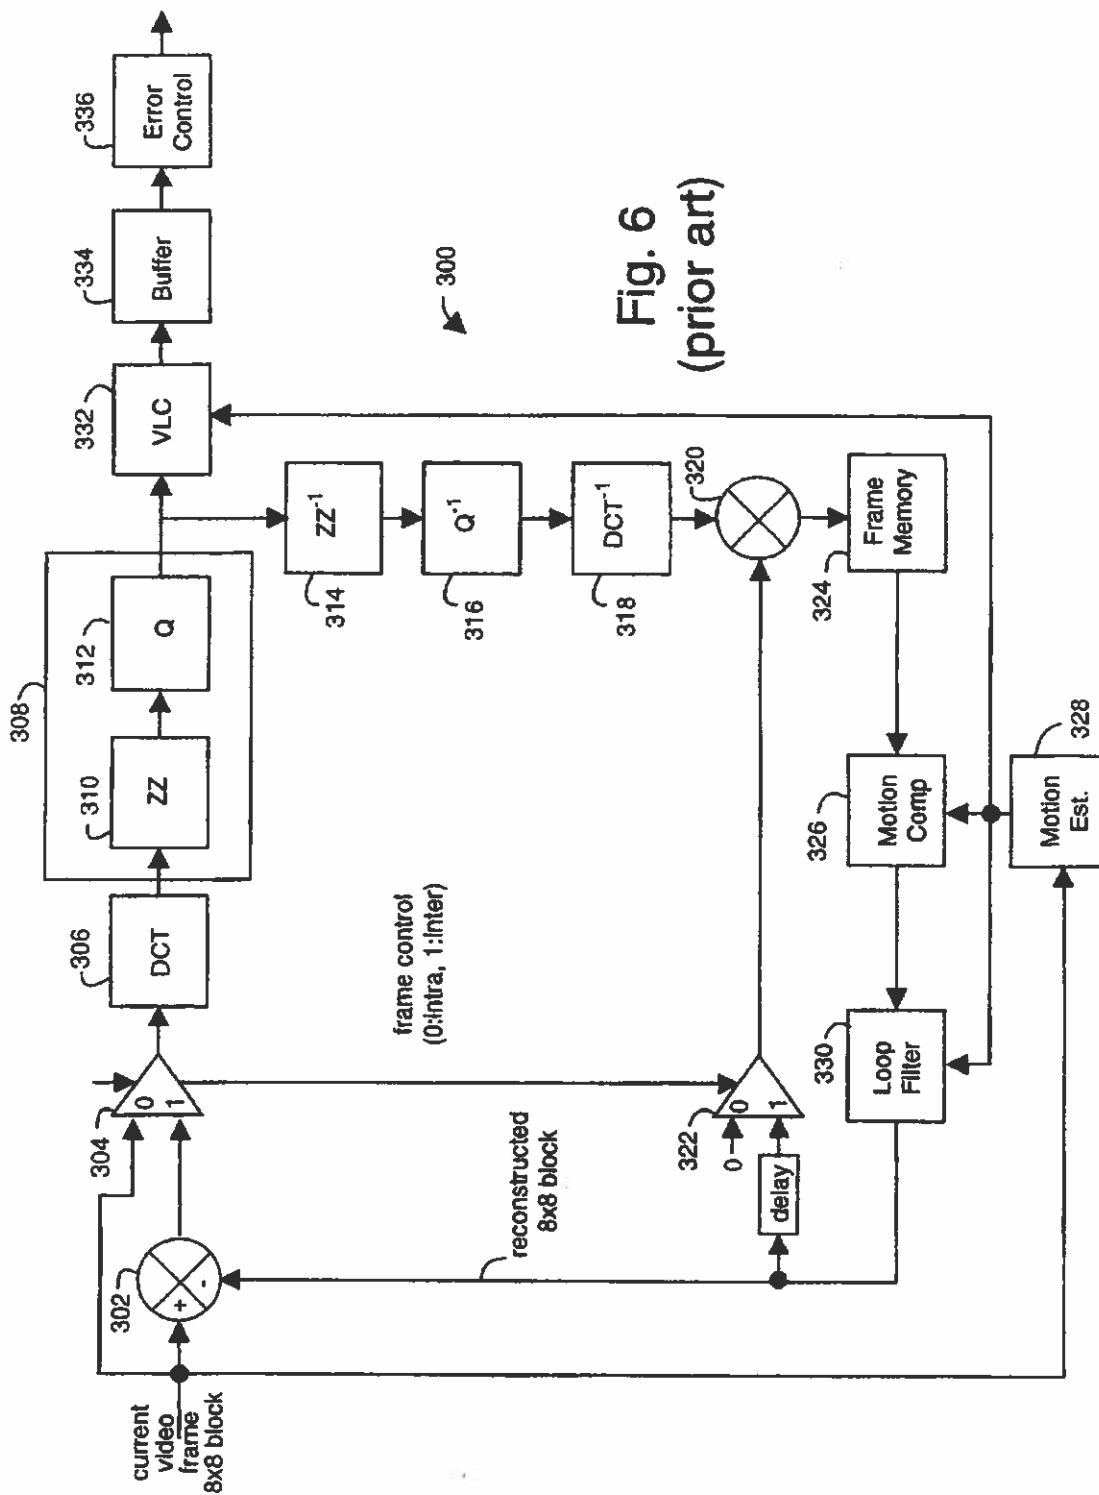 current
video
frame
8x8 block
302
+
-
304
0
1
306
DCT
308
310
ZZ
312
Q
332
VLC
334
Buffer
336
Error
Control
frame control
(0:Intra, 1:Inter)
ZZ-1
314
Q-1
316
DCT-1
318
320
300
Fig. 6
(prior art)
reconstructed
8x8 block
322
0
0
1
delay
324
Frame
Memory
326
Motion
Comp
330
Loop
Filter
328
Motion
Est.